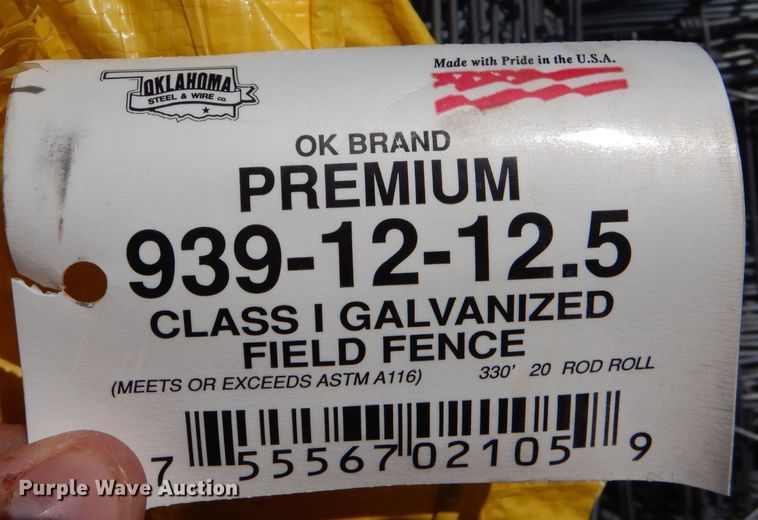 OKLAHOMA
STEEL & WIRE CO.
Made with Pride in the U.S.A.
OK BRAND
PREMIUM
939-12-12.5
CLASS I GALVANIZED
FIELD FENCE
(MEETS OR EXCEEDS ASTM A116) 330' 20 ROD ROLL
7 55567 02105 9
Purple Wave Auction